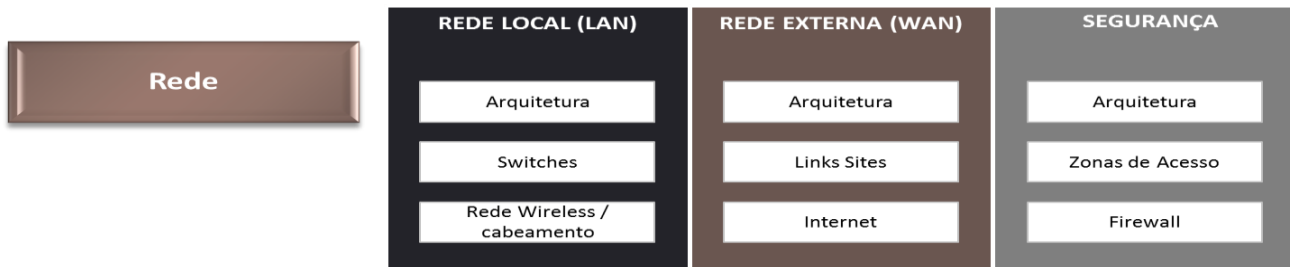 Rede
REDE LOCAL (LAN)
Arquitetura
Switches
Rede Wireless /
cabeamento
REDE EXTERNA (WAN)
Arquitetura
Links Sites
Internet
SEGURANÇA
Arquitetura
Zonas de Acesso
Firewall